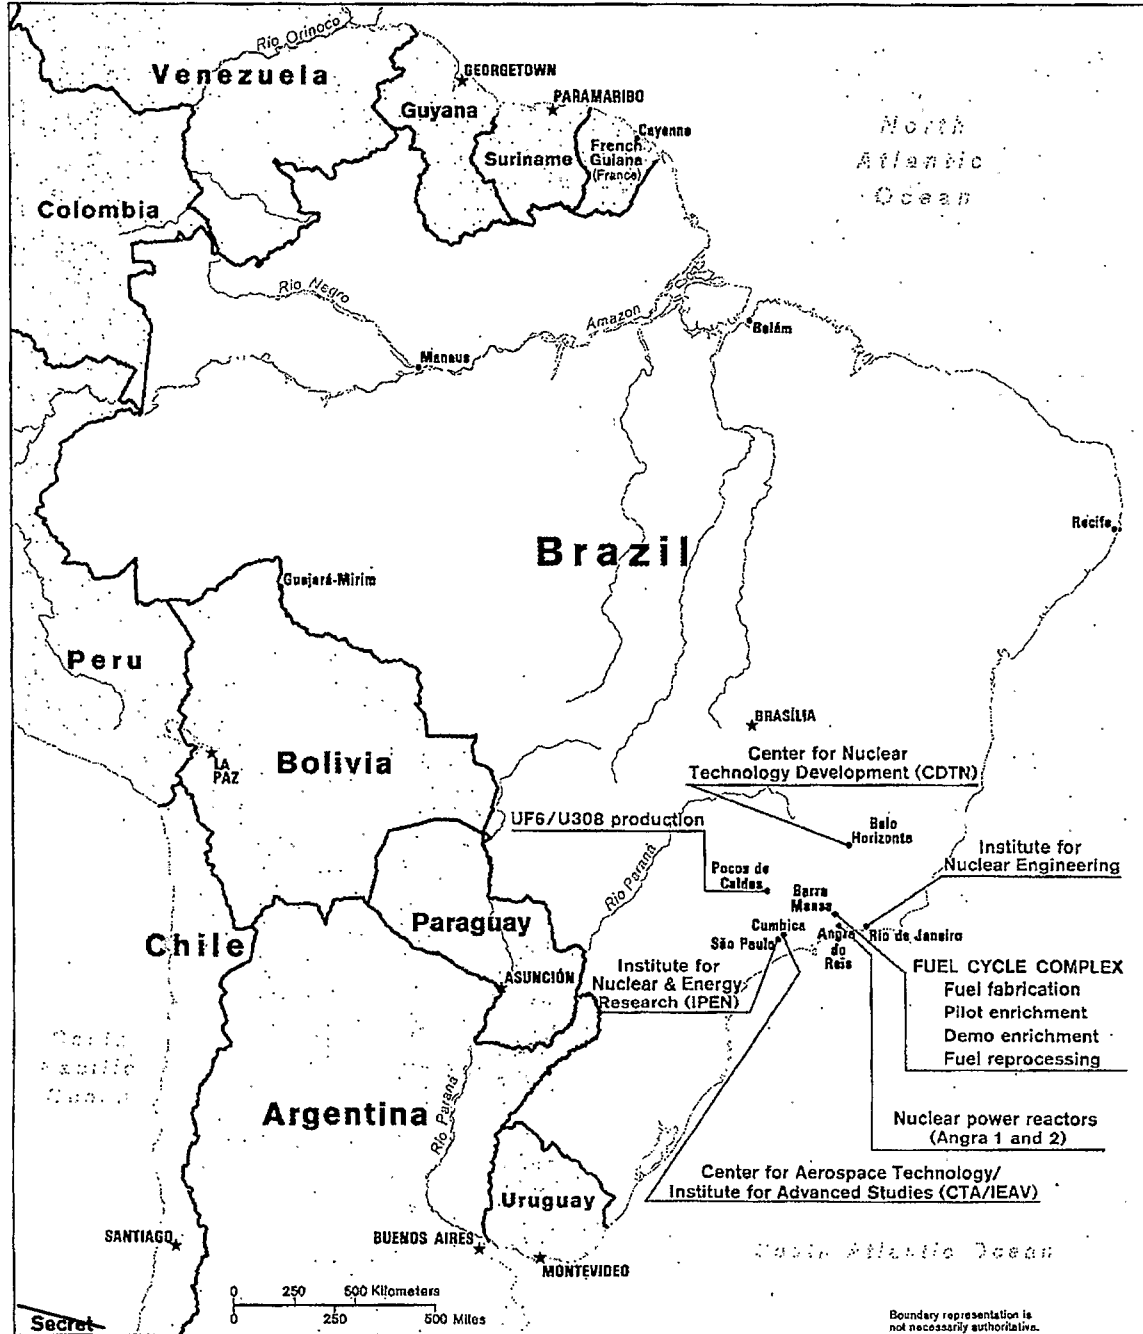 Río Orinoco
Venezuela
GEORGETOWN
Guyana
PARAMARIBO
Suriname
Cayenne
French
Guiana
(France)
North
Atlantic
Ocean
Colombia
Río Negro
Amazon
Belém
Manaus
Recife
Brazil
Guajará-Mirim
Peru
LA
PAZ
Bolivia
BRASÍLIA
Center for Nuclear
Technology Development (CDTN)
UF6/U308 production
Belo
Horizonte
Institute for
Nuclear Engineering
Pocos de
Caldas
Barra
Mansa
Río Paraná
Paraguay
Chile
Cumbica
São Paulo
Angra
do
Reis
Rio de Janeiro
ASUNCIÓN
Institute for
Nuclear & Energy
Research (IPEN)
FUEL CYCLE COMPLEX
Fuel fabrication
Pilot enrichment
Demo enrichment
Fuel reprocessing
Argentina
Río Paraná
Nuclear power reactors
(Angra 1 and 2)
Center for Aerospace Technology/
Institute for Advanced Studies (CTA/IEAV)
Uruguay
SANTIAGO
BUENOS AIRES
MONTEVIDEO
Atlantic Ocean
0 250 500 Kilometers
0 250 500 Miles
Secret
Boundary representation is
not necessarily authoritative.